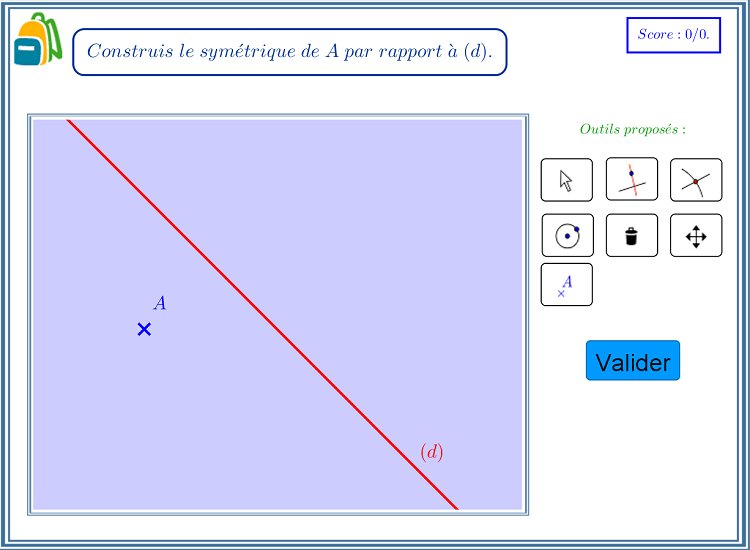 Construis le symétrique de A par rapport à (d).
Score : 0/0.
Outils proposés :
A
(d)
A
Valider